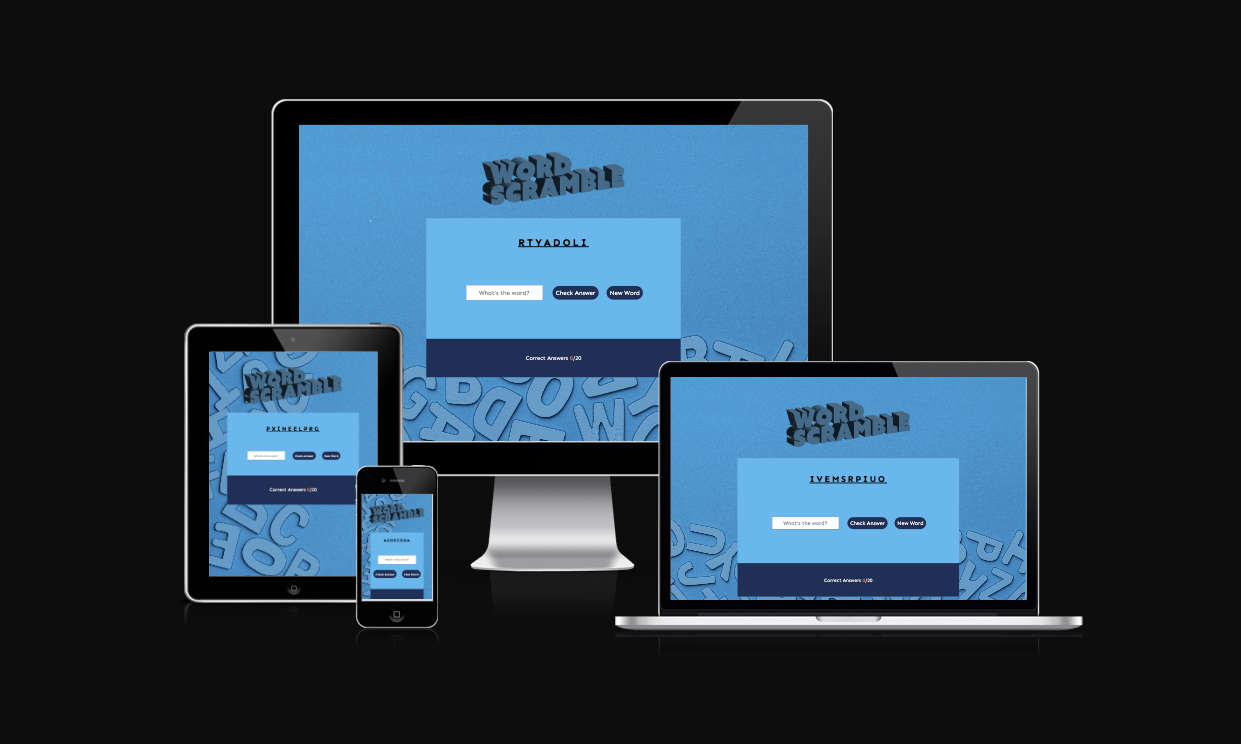 WORD
SCRAMBLE
RTYADOLI
What's the word?
Check Answer
New Word
Correct Answers 0/20
WORD
SCRAMBLE
PXINEELPRG
What's the word?
Check Answer
New Word
Correct Answers 0/20
WORD
SCRAMBLE
What's the word?
Check Answer
New Word
WORD
SCRAMBLE
IVEMSRPIUO
What's the word?
Check Answer
New Word
Correct Answers 0/20